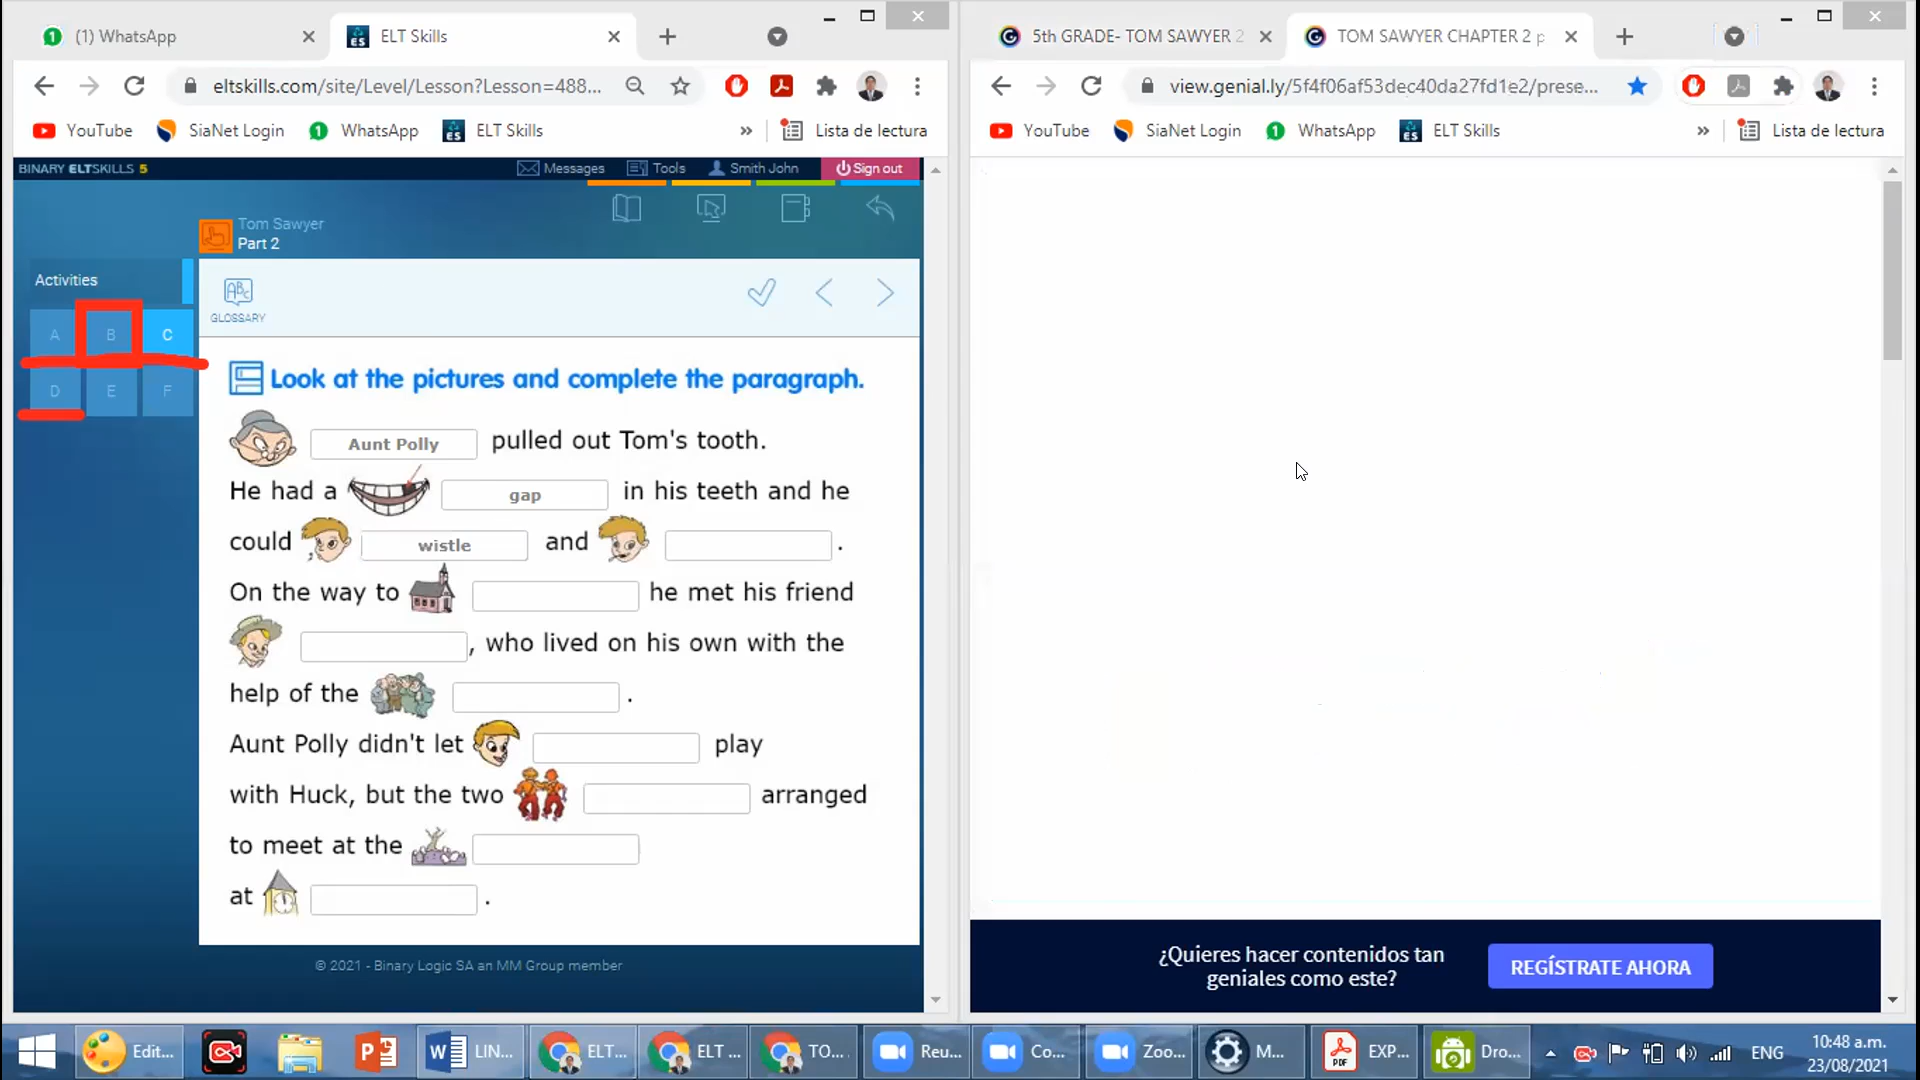 (1) WhatsApp
ELT Skills
eltskills.com/site/Level/Lesson?Lesson=488...
YouTube
SiaNet Login
WhatsApp
ELT Skills
»
Lista de lectura
BINARY ELTSKILLS 5
Messages
Tools
Smith John
Sign out
Tom Sawyer
Part 2
Activities
A
B
C
D
E
F
ABc
GLOSSARY
Look at the pictures and complete the paragraph.
Aunt Polly pulled out Tom's tooth.
He had a gap in his teeth and he
could wistle and .
On the way to he met his friend
, who lived on his own with the
help of the .
Aunt Polly didn't let play
with Huck, but the two arranged
to meet at the
at .
© 2021 - Binary Logic SA an MM Group member
5th GRADE- TOM SAWYER 2
TOM SAWYER CHAPTER 2 p
view.genial.ly/5f4f06af53dec40da27fd1e2/prese...
YouTube
SiaNet Login
WhatsApp
ELT Skills
»
Lista de lectura
¿Quieres hacer contenidos tan
geniales como este?
REGÍSTRATE AHORA
Edit...
LIN...
ELT...
ELT ...
TO...
Reu...
Co...
Zoo...
M...
EXP...
Dro...
ENG
10:48 a.m.
23/08/2021